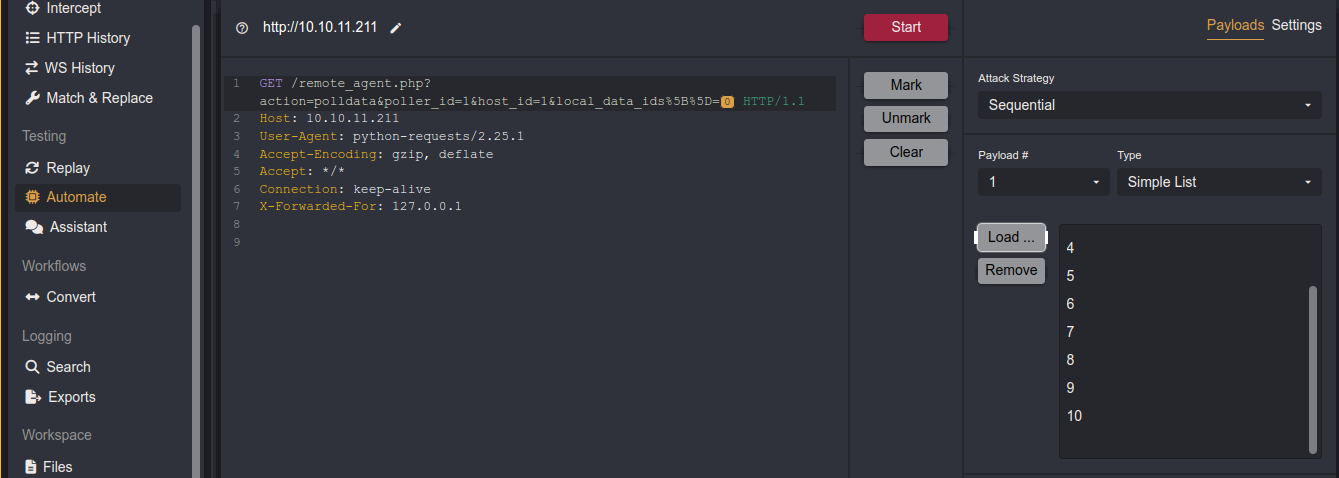 Intercept
HTTP History
WS History
Match & Replace
Testing
Replay
Automate
Assistant
Workflows
Convert
Logging
Search
Exports
Workspace
Files
http://10.10.11.211
Start
1 GET /remote_agent.php?
action=polldata&poller_id=1&host_id=1&local_data_ids%5B%5D=0 HTTP/1.1
2 Host: 10.10.11.211
3 User-Agent: python-requests/2.25.1
4 Accept-Encoding: gzip, deflate
5 Accept: */*
6 Connection: keep-alive
7 X-Forwarded-For: 127.0.0.1
8
9
Mark
Unmark
Clear
Payloads Settings
Attack Strategy
Sequential
Payload # Type
1 Simple List
Load ...
Remove
4
5
6
7
8
9
10